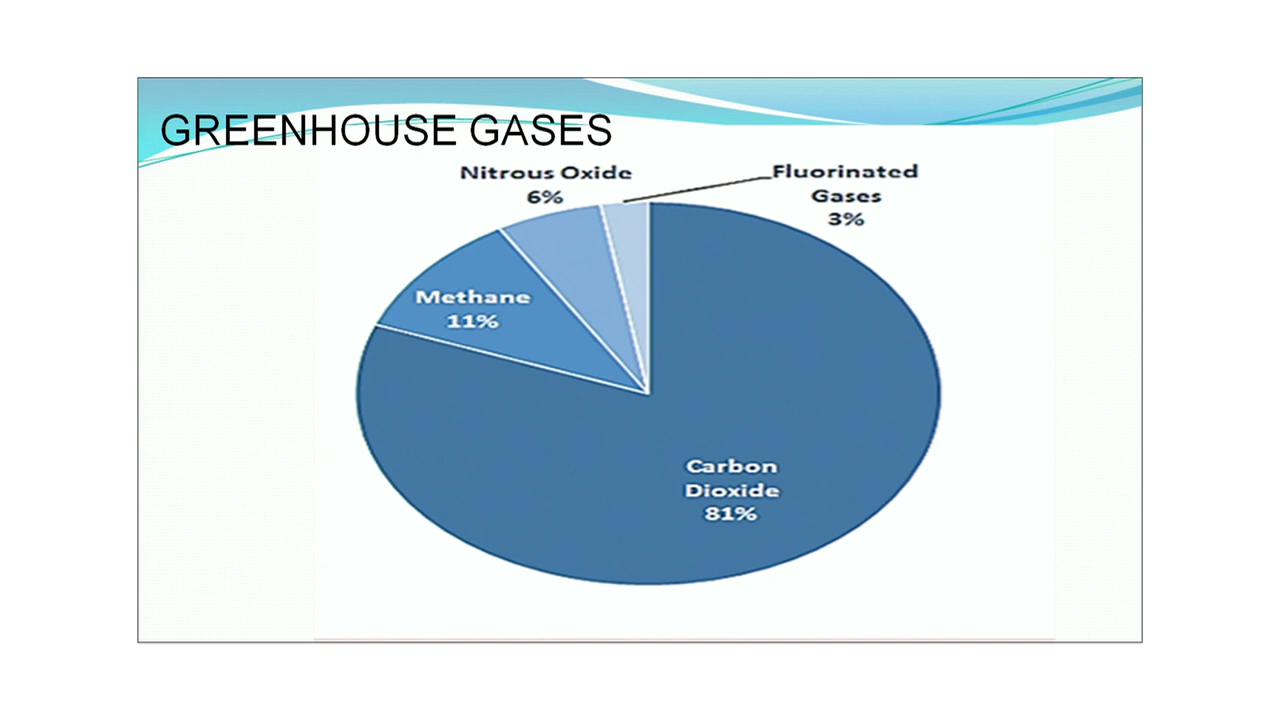 GREENHOUSE GASES
Nitrous Oxide
6%
Fluorinated
Gases
3%
Methane
11%
Carbon
Dioxide
81%